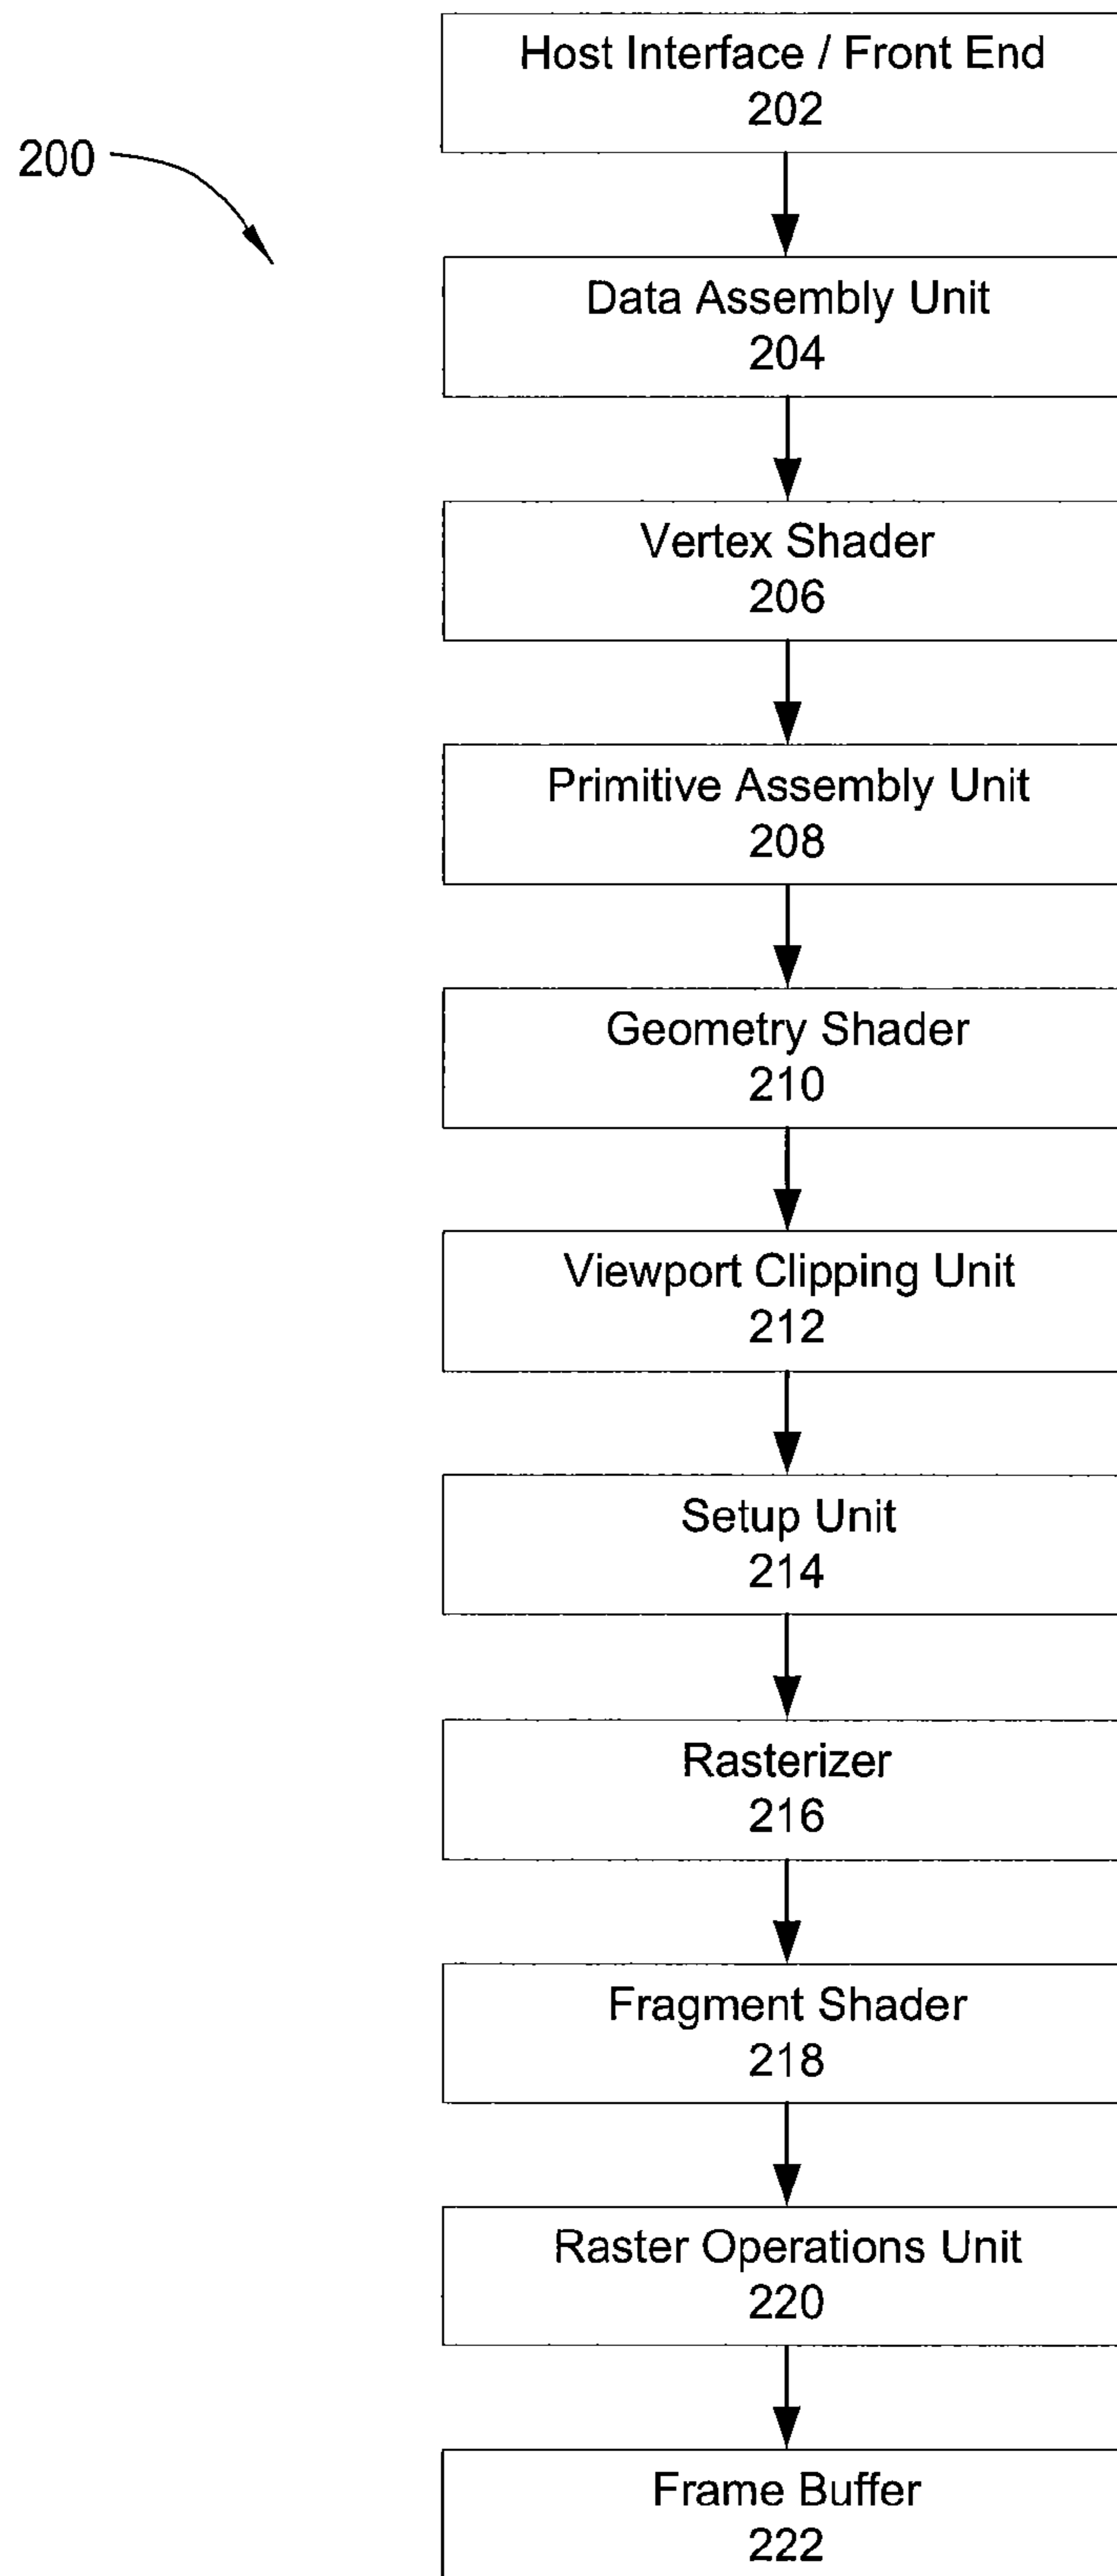 Host Interface / Front End
202
200
Data Assembly Unit
204
Vertex Shader
206
Primitive Assembly Unit
208
Geometry Shader
210
Viewport Clipping Unit
212
Setup Unit
214
Rasterizer
216
Fragment Shader
218
Raster Operations Unit
220
Frame Buffer
222